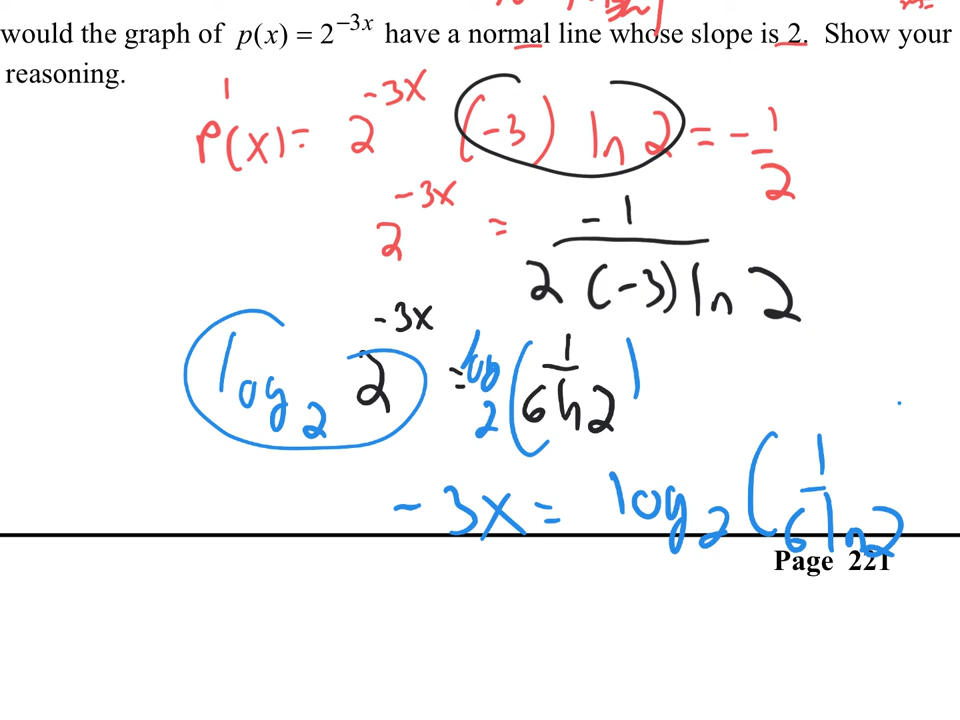 would the graph of p(x) = 2^{-3x} have a normal line whose slope is 2. Show your
reasoning.
p'(x) = 2^{-3x} (-3) ln 2 = -1/2
2^{-3x} = -1/(2(-3) ln 2)
log_2 2^{-3x} = log_2 (1/(6 ln 2))
-3x = log_2 (1/(6 ln 2
Page 221